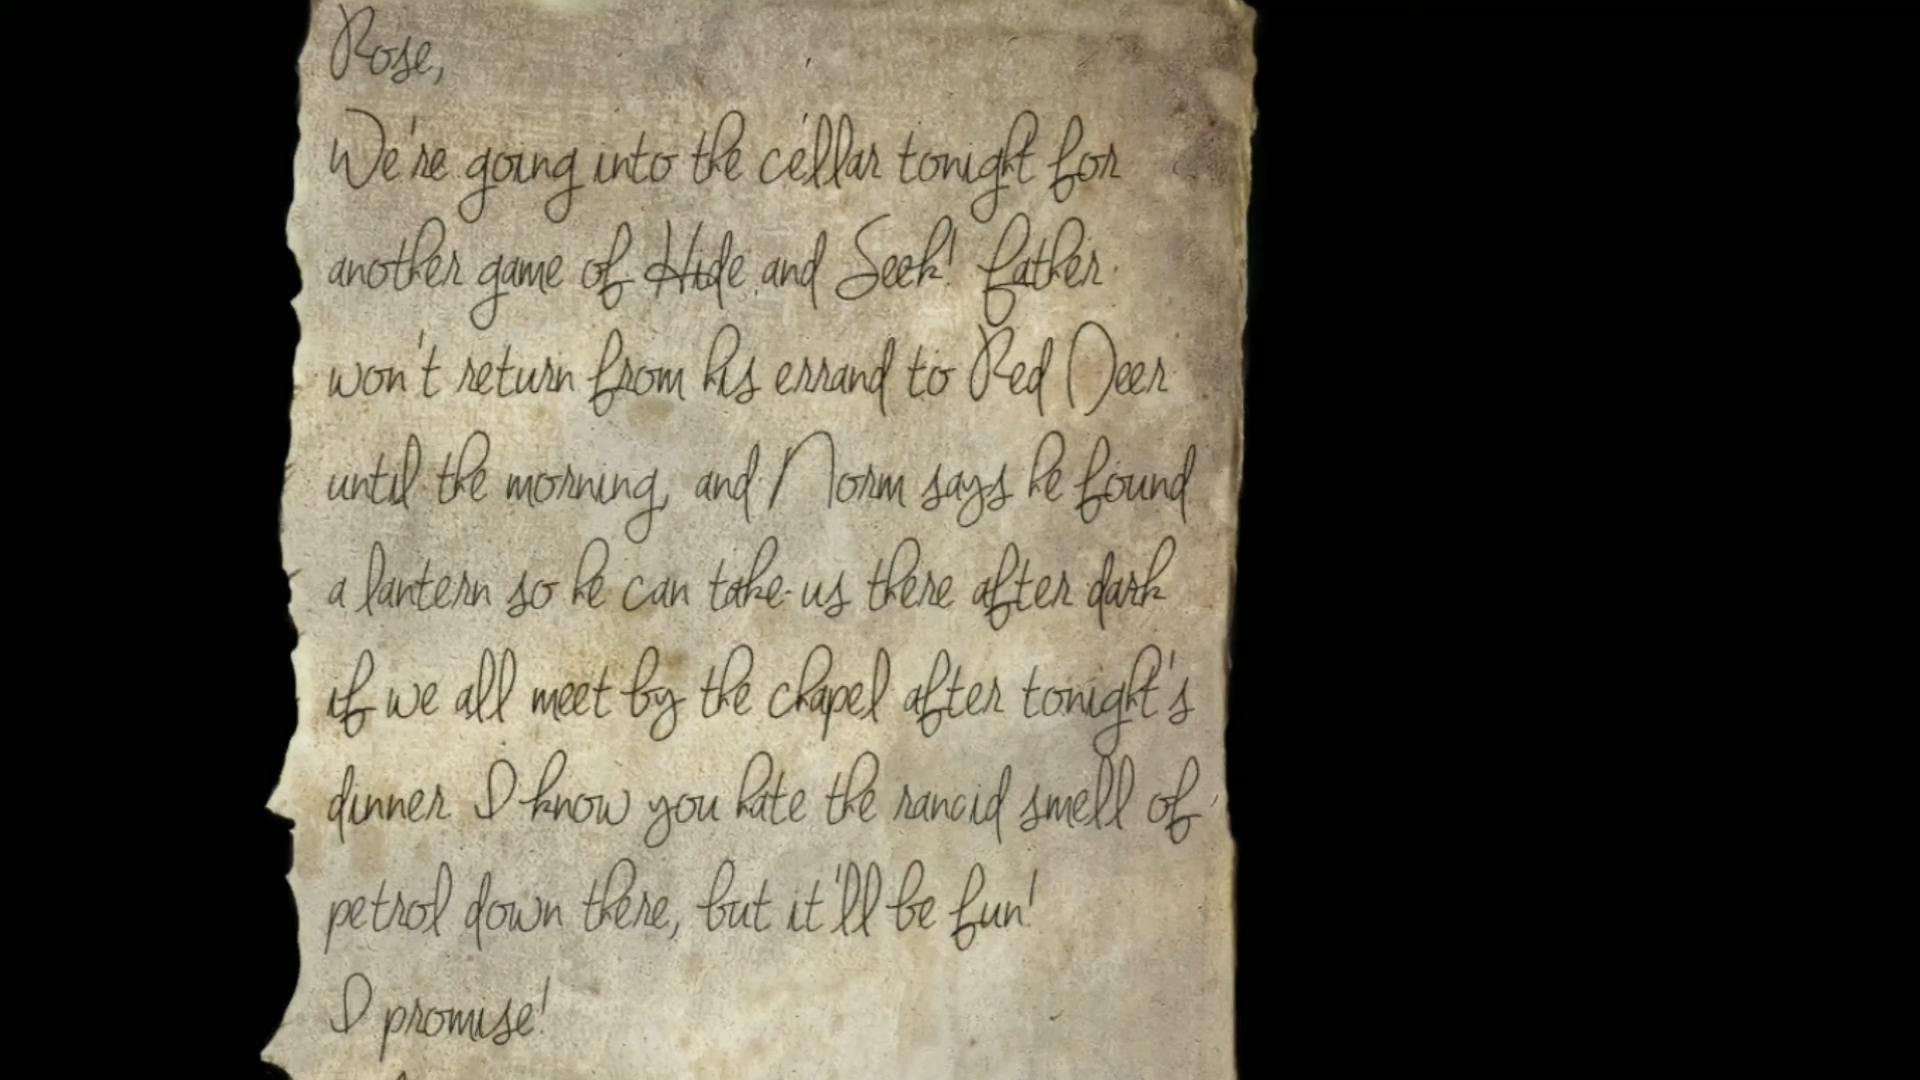 Rose,
We're going into the cellar tonight for
another game of Hide and Seek! Father
won't return from his errand to Red Deer
until the morning, and Norm says he found
a lantern so he can take us there after dark
if we all meet by the chapel after tonight's
dinner. I know you hate the rancid smell of
petrol down there, but it'll be fun!
I promise!